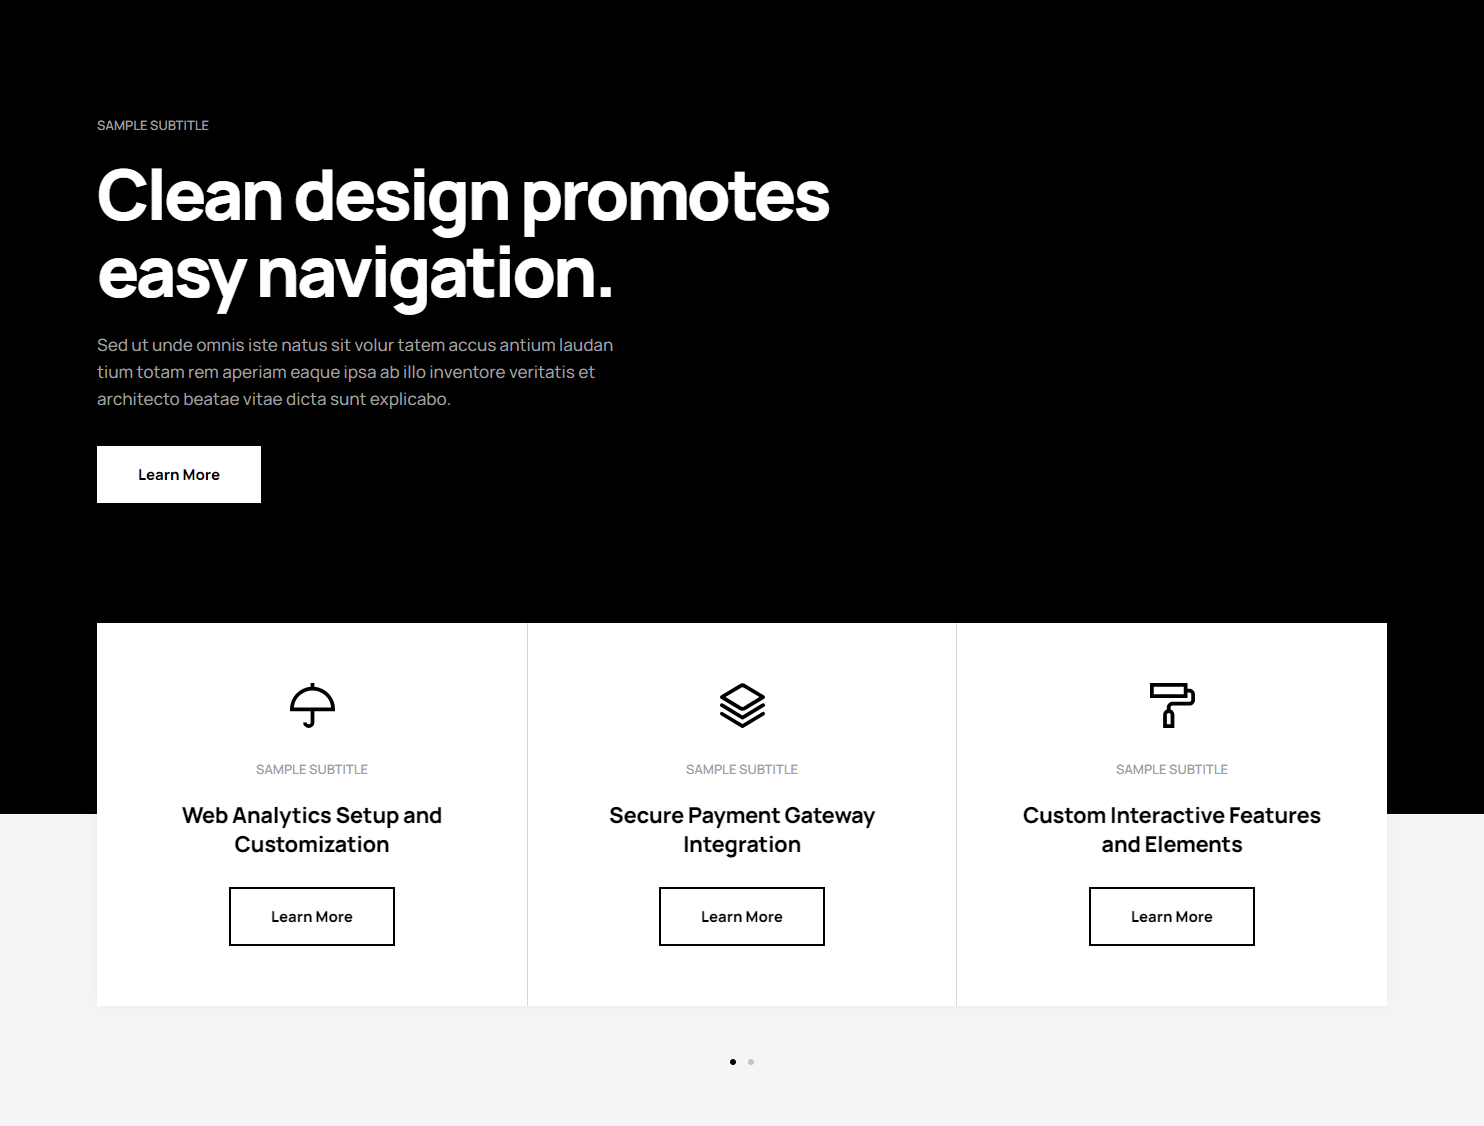 SAMPLE SUBTITLE
Clean design promotes
easy navigation.
Sed ut unde omnis iste natus sit volur tatem accus antium laudan
tium totam rem aperiam eaque ipsa ab illo inventore veritatis et
architecto beatae vitae dicta sunt explicabo.
Learn More
SAMPLE SUBTITLE
Web Analytics Setup and
Customization
Learn More
SAMPLE SUBTITLE
Secure Payment Gateway
Integration
Learn More
SAMPLE SUBTITLE
Custom Interactive Features
and Elements
Learn More